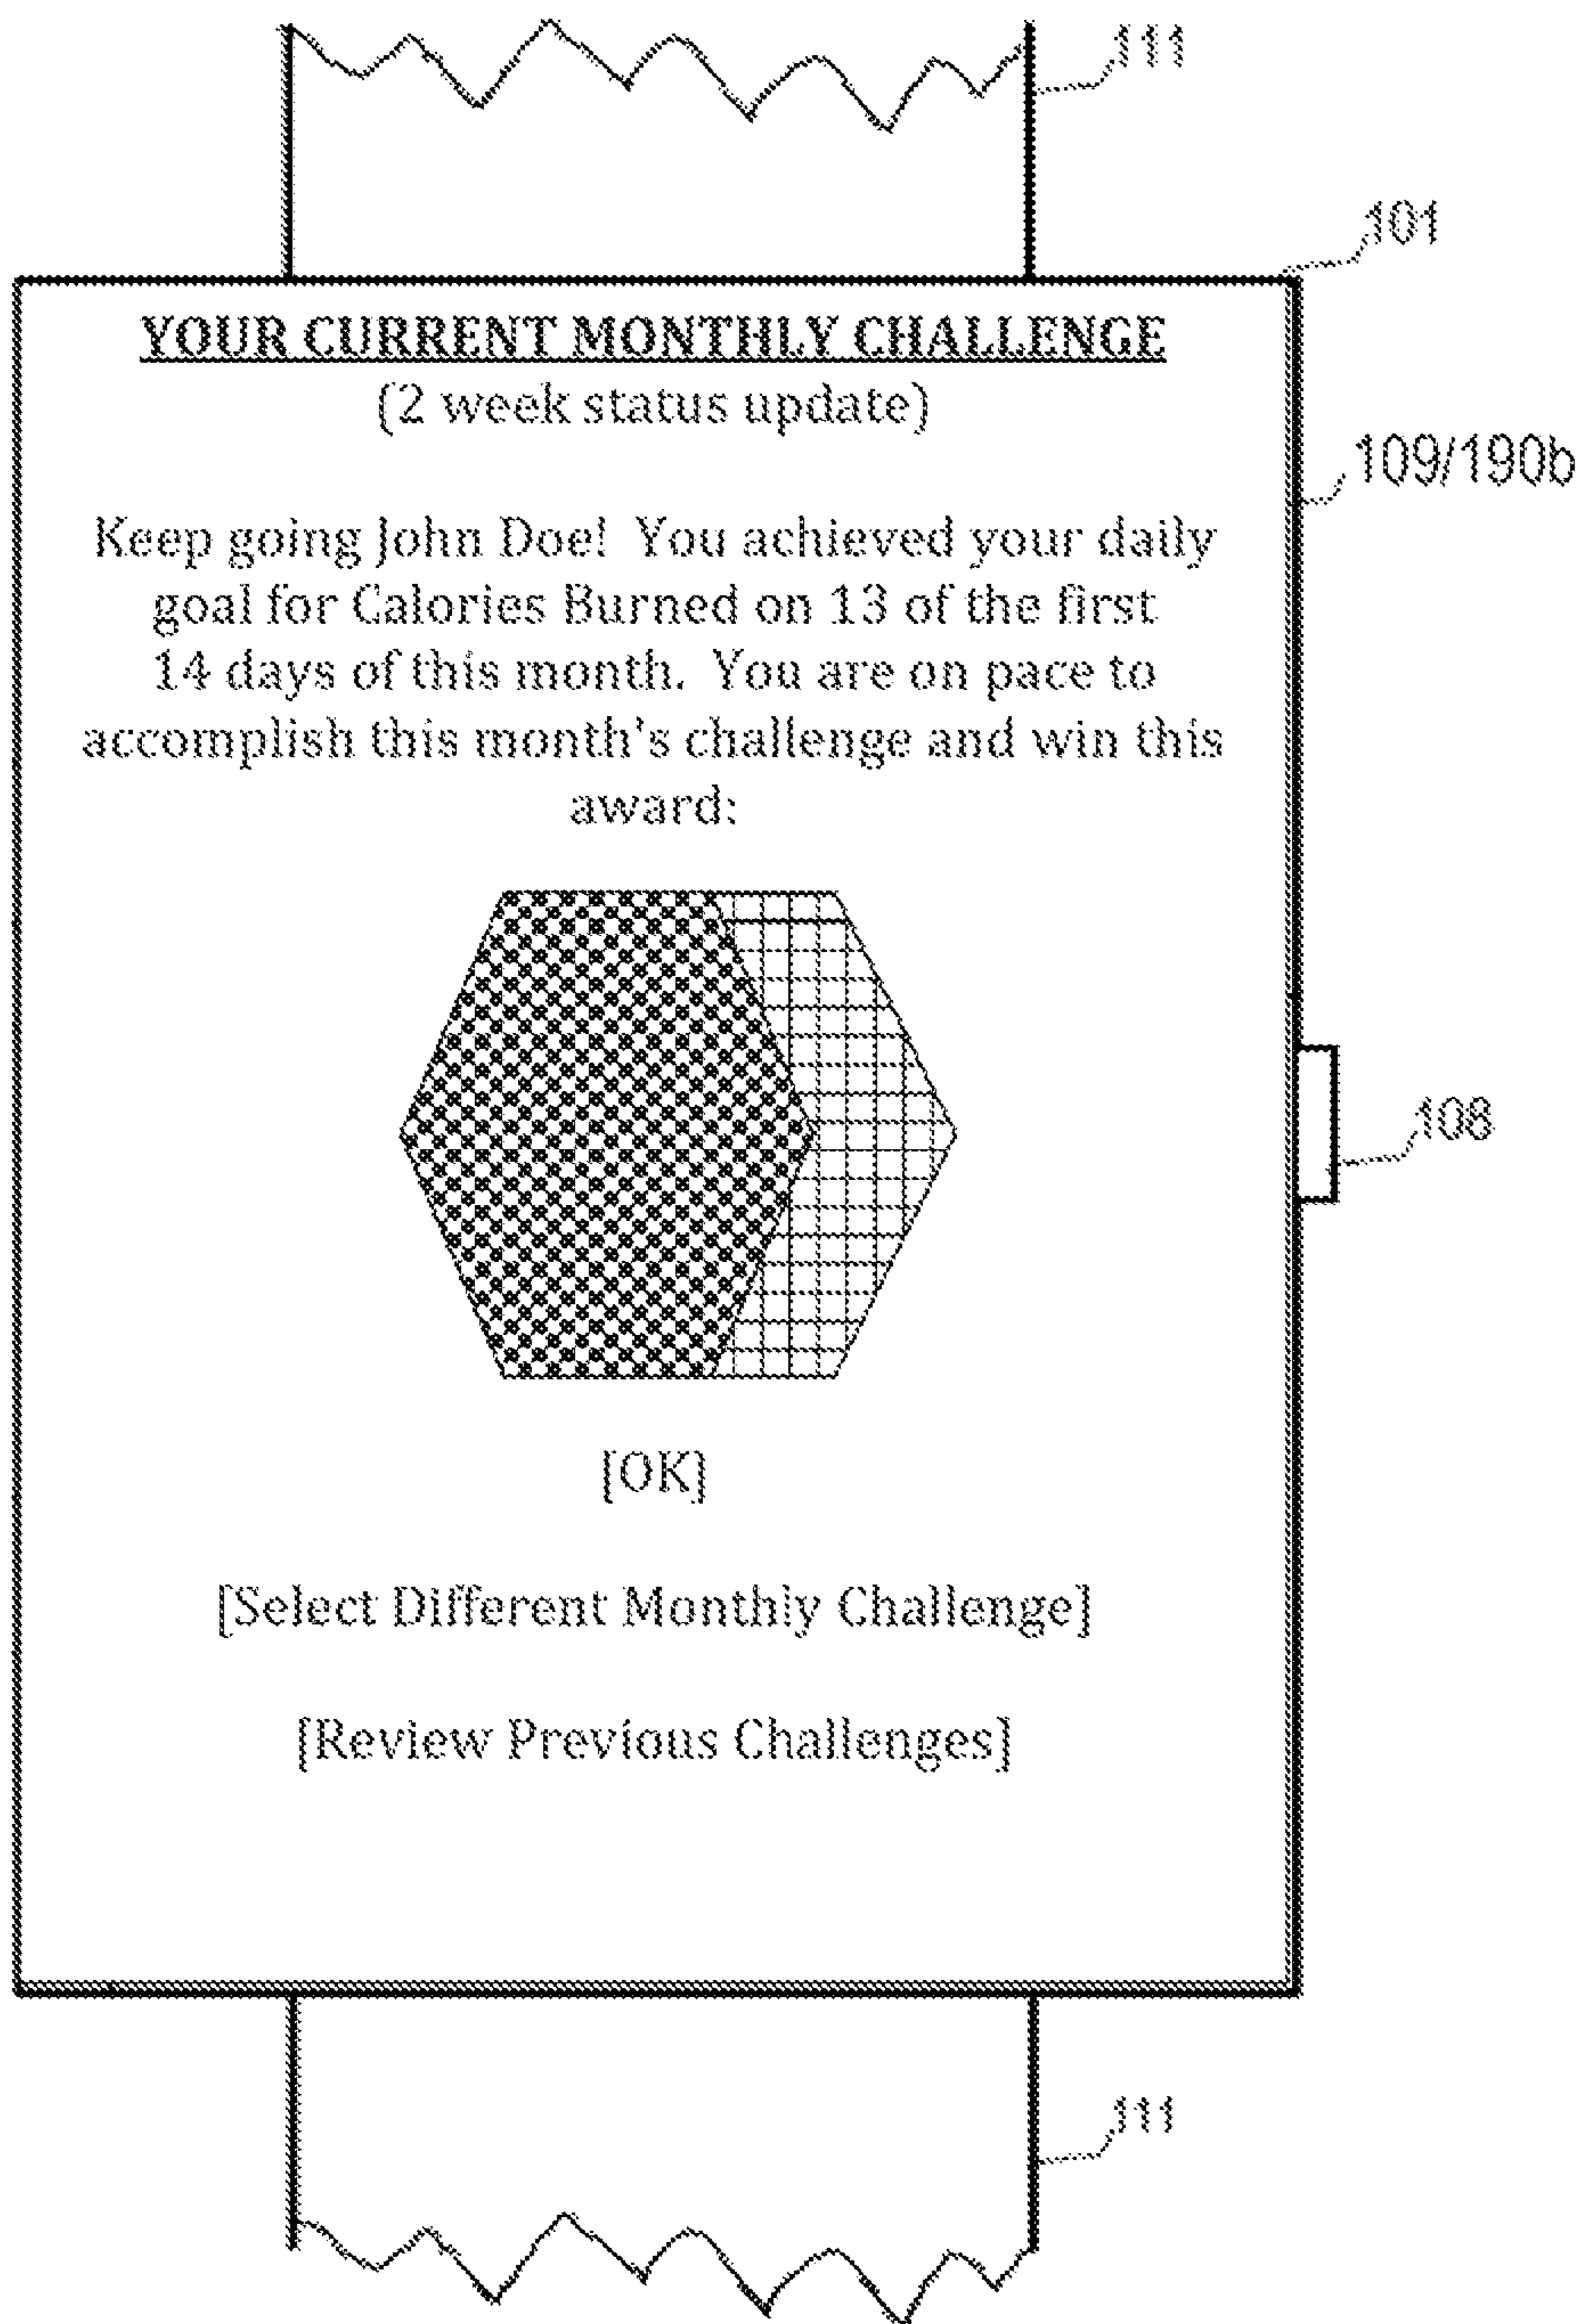 111
101
YOUR CURRENT MONTHLY CHALLENGE
(2 week status update)
109/190b
Keep going John Doe!  You achieved your daily
goal for Calories Burned on 13 of the first
14 days of this month.  You are on pace to
accomplish this month's challenge and win this
award:
108
[OK]
[Select Different Monthly Challenge]
[Review Previous Challenges]
111